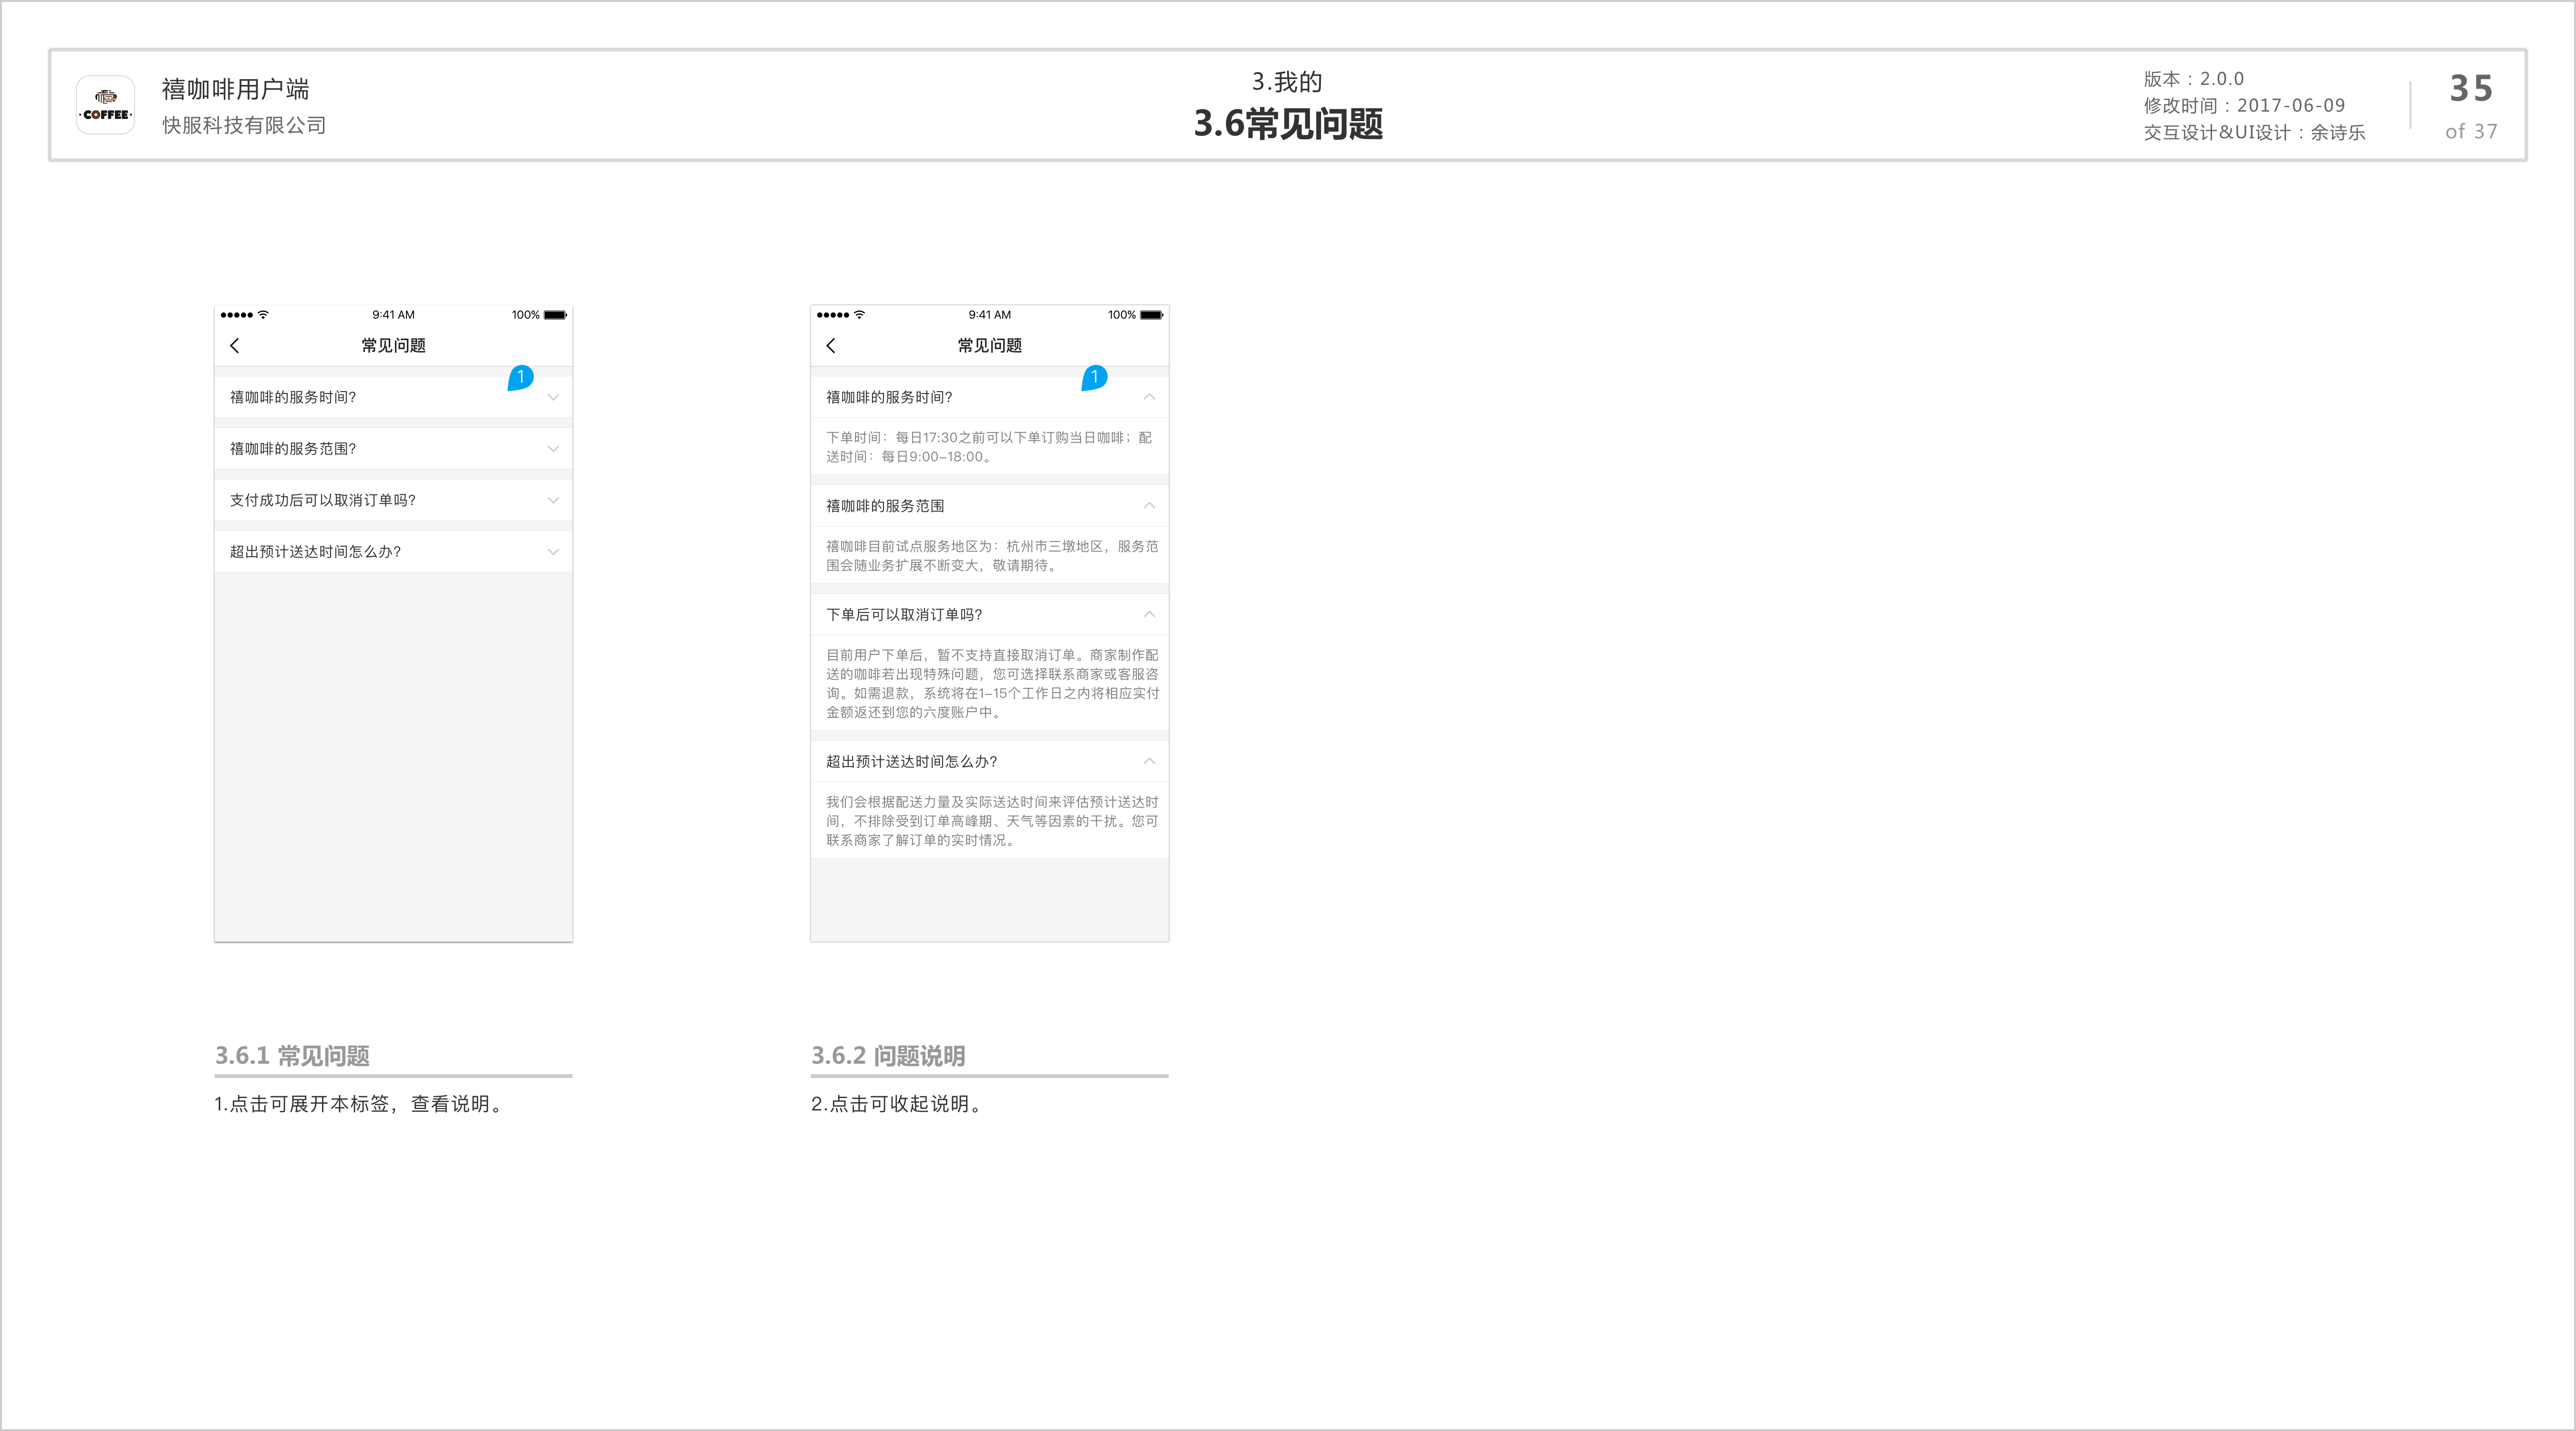 COFFEE
禧咖啡用户端
快服科技有限公司
3.我的
3.6常见问题
版本：2.0.0
修改时间：2017-06-09
交互设计&UI设计：余诗乐
35
of 37
9:41 AM
100%
常见问题
1
禧咖啡的服务时间?
禧咖啡的服务范围?
支付成功后可以取消订单吗?
超出预计送达时间怎么办?
3.6.1 常见问题
1.点击可展开本标签，查看说明。
9:41 AM
100%
常见问题
1
禧咖啡的服务时间?
下单时间：每日17:30之前可以下单订购当日咖啡；配
送时间：每日9:00-18:00。
禧咖啡的服务范围
禧咖啡目前试点服务地区为：杭州市三墩地区，服务范
围会随业务扩展不断变大，敬请期待。
下单后可以取消订单吗?
目前用户下单后，暂不支持直接取消订单。商家制作配
送的咖啡若出现特殊问题，您可选择联系商家或客服咨
询。如需退款，系统将在1-15个工作日之内将相应实付
金额返还到您的六度账户中。
超出预计送达时间怎么办?
我们会根据配送力量及实际送达时间来评估预计送达时
间，不排除受到订单高峰期、天气等因素的干扰。您可
联系商家了解订单的实时情况。
3.6.2 问题说明
2.点击可收起说明。